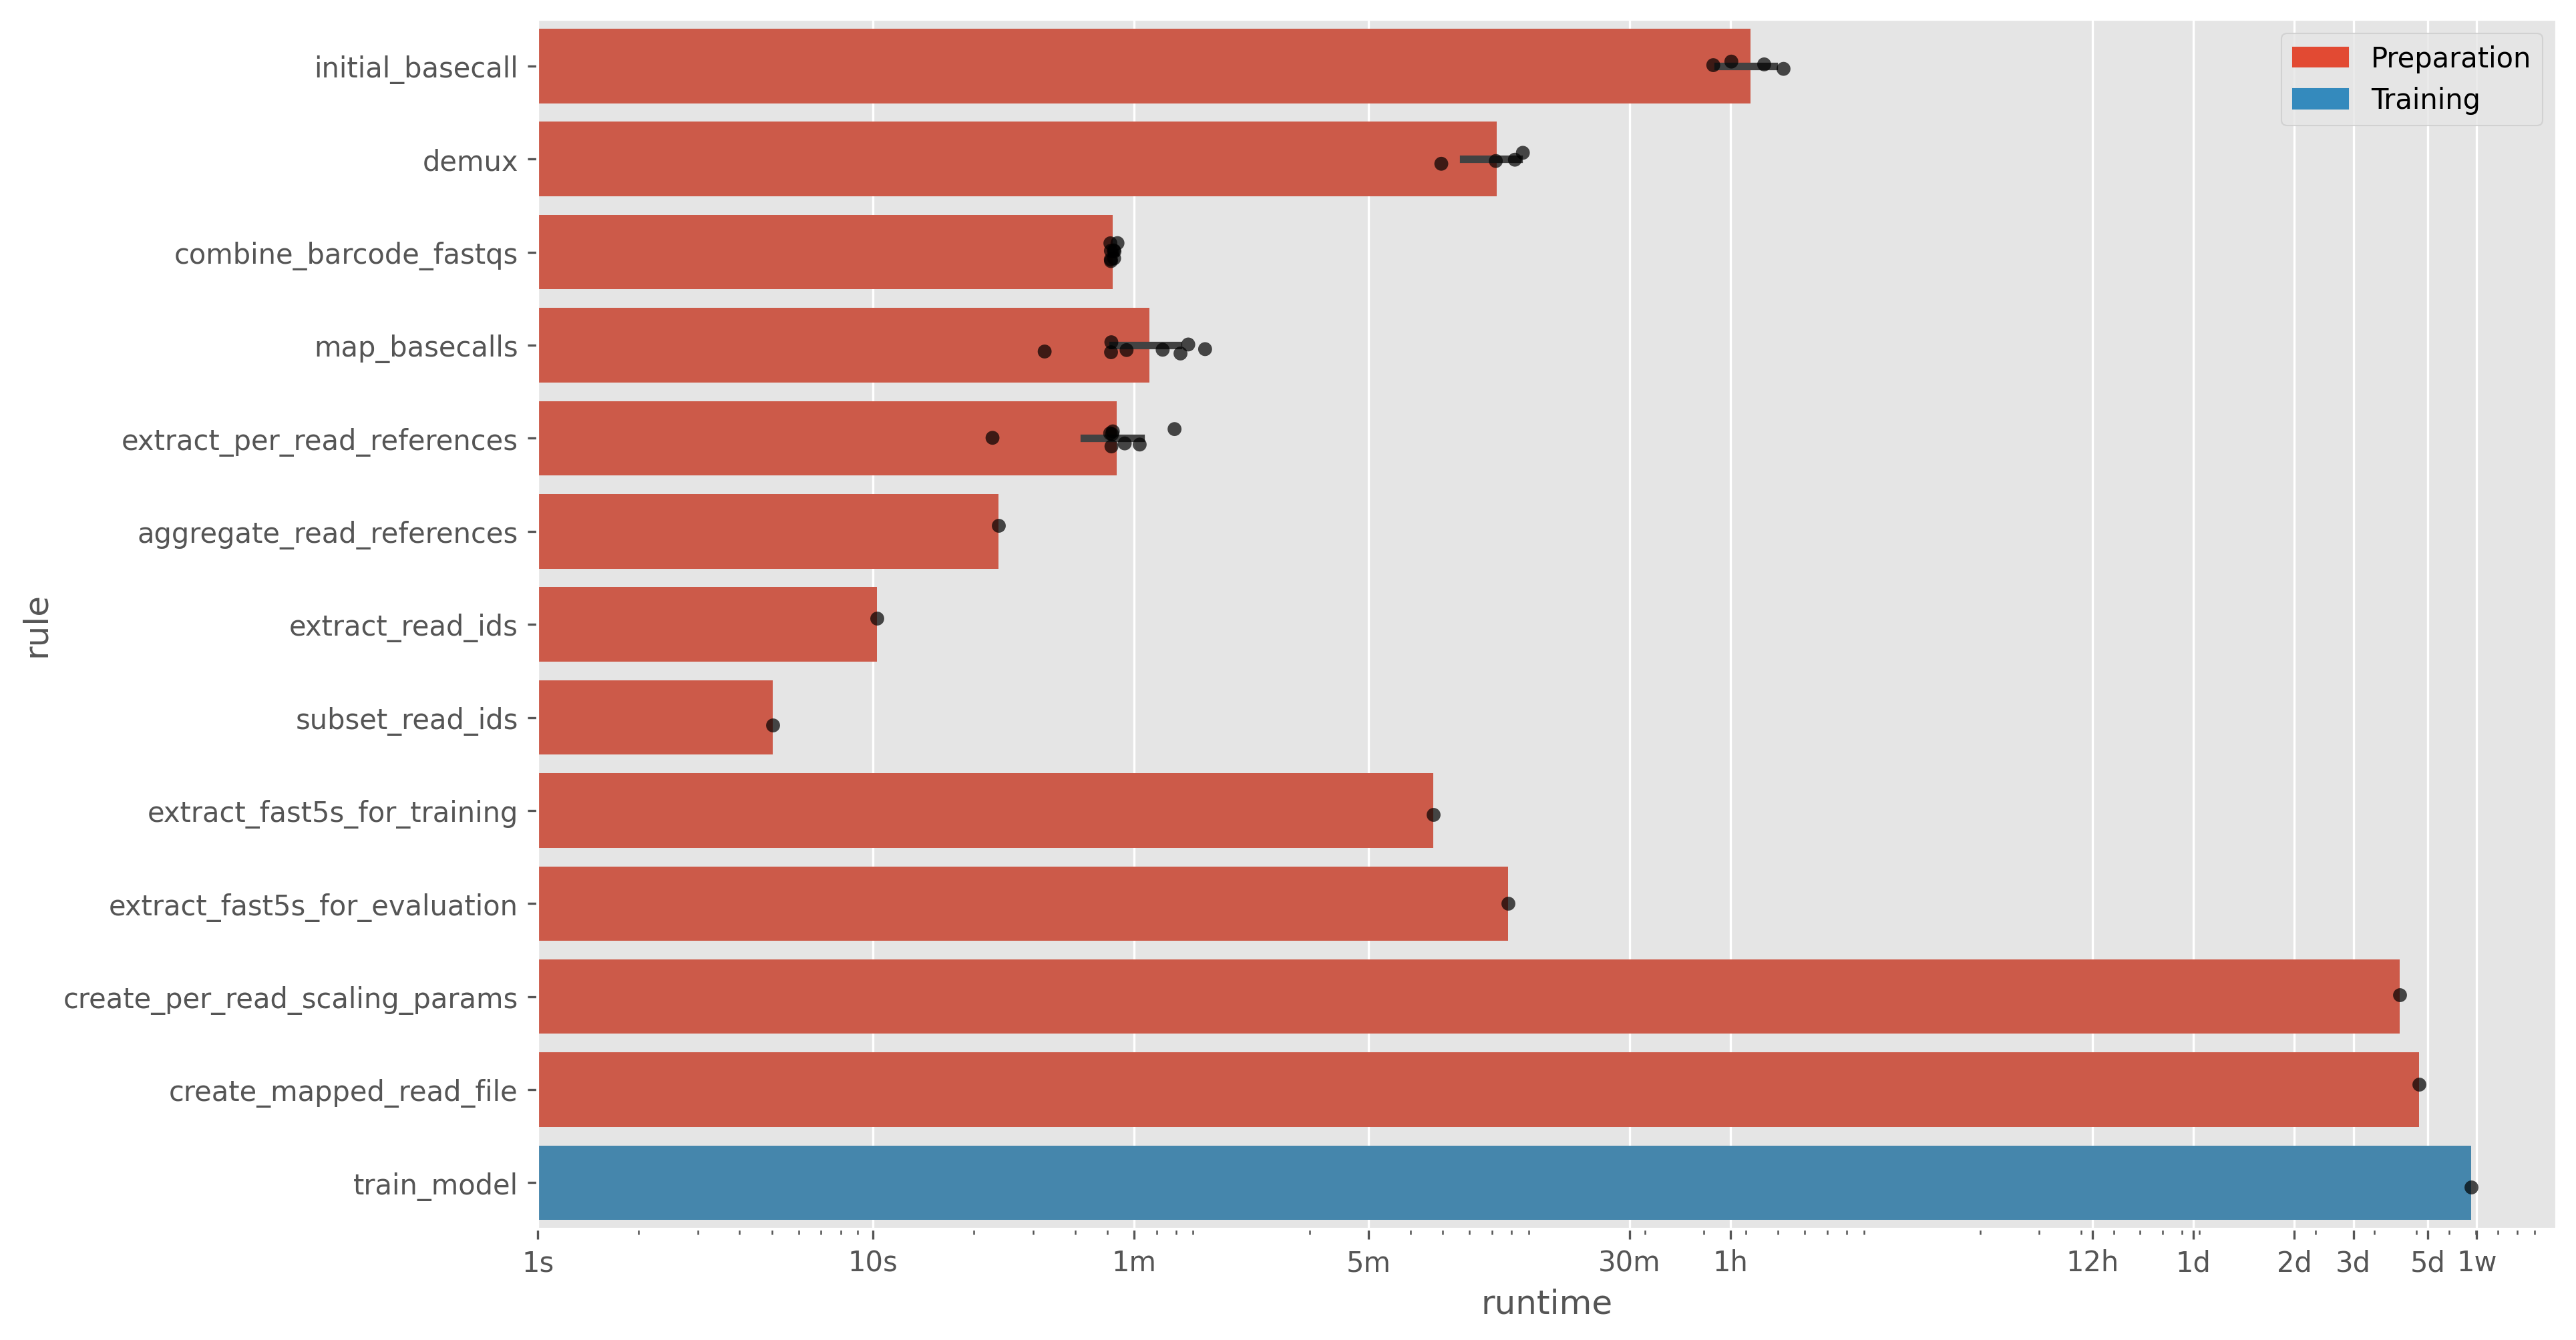 initial_basecall
demux
combine_barcode_fastqs
map_basecalls
extract_per_read_references
aggregate_read_references
extract_read_ids
subset_read_ids
extract_fast5s_for_training
extract_fast5s_for_evaluation
create_per_read_scaling_params
create_mapped_read_file
train_model
rule
Preparation
Training
1s 10s 1m 5m 30m 1h 12h 1d 2d 3d 5d 1w
runtime